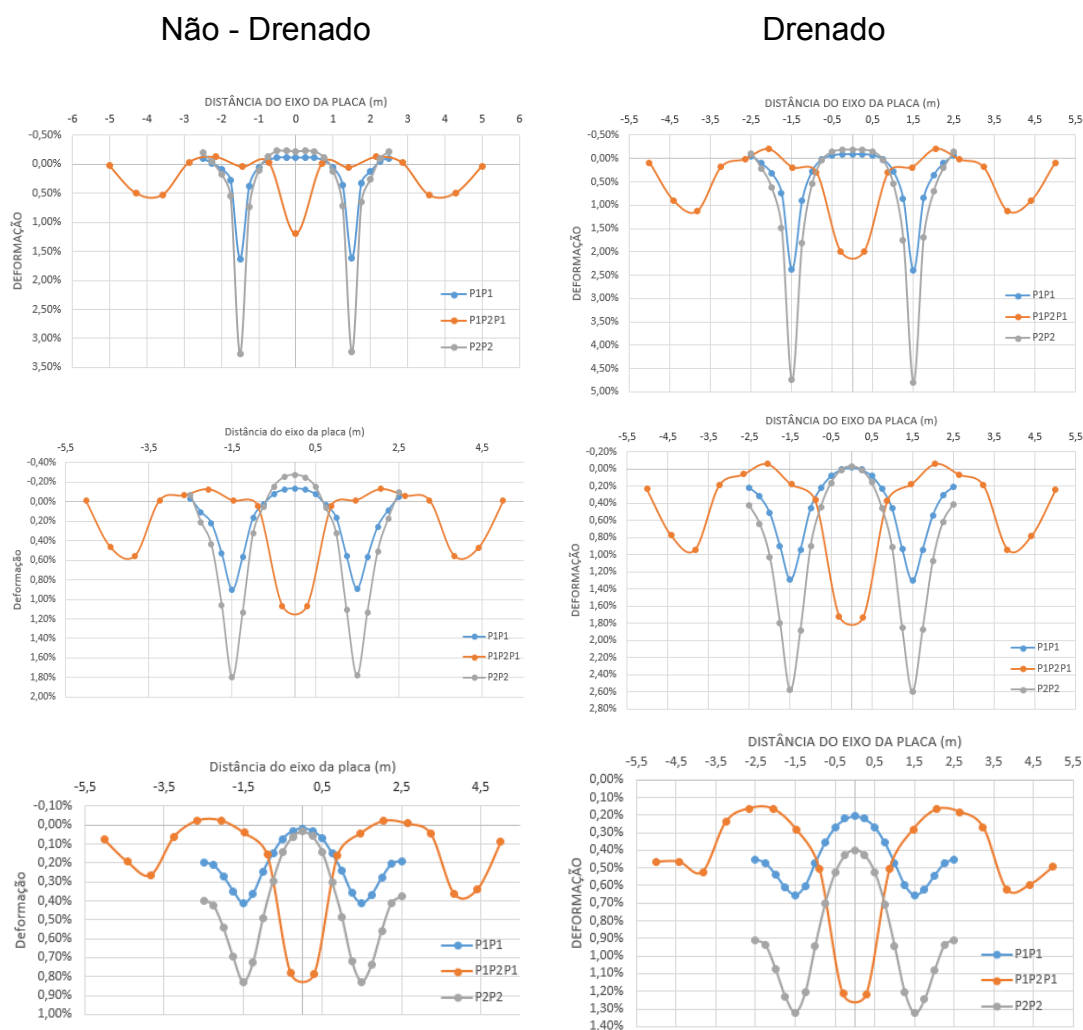 Não - Drenado
Drenado
DISTÂNCIA DO EIXO DA PLACA (m)
-6 -5 -4 -3 -2 -1 0 1 2 3 4 5 6
-0,50%
0,00%
0,50%
1,00%
1,50%
2,00%
2,50%
3,00%
3,50%
DEFORMAÇÃO
P1P1
P1P2P1
P2P2
DISTÂNCIA DO EIXO DA PLACA (m)
-5,5 -4,5 -3,5 -2,5 -1,5 -0,5 0,5 1,5 2,5 3,5 4,5 5,5
-0,50%
0,00%
0,50%
1,00%
1,50%
2,00%
2,50%
3,00%
3,50%
4,00%
4,50%
5,00%
DEFORMAÇÃO
P1P1
P1P2P1
P2P2
Distância do eixo da placa (m)
-5,5 -3,5 -1,5 0,5 2,5 4,5
-0,40%
-0,20%
0,00%
0,20%
0,40%
0,60%
0,80%
1,00%
1,20%
1,40%
1,60%
1,80%
2,00%
Deformação
P1P1
P1P2P1
P2P2
DISTÂNCIA DO EIXO DA PLACA (m)
-5,5 -4,5 -3,5 -2,5 -1,5 -0,5 0,5 1,5 2,5 3,5 4,5 5,5
-0,20%
0,00%
0,20%
0,40%
0,60%
0,80%
1,00%
1,20%
1,40%
1,60%
1,80%
2,00%
2,20%
2,40%
2,60%
2,80%
DEFORMAÇÃO
P1P1
P1P2P1
P2P2
Distância do eixo da placa (m)
-5,5 -3,5 -1,5 0,5 2,5 4,5
-0,10%
0,00%
0,10%
0,20%
0,30%
0,40%
0,50%
0,60%
0,70%
0,80%
0,90%
1,00%
Deformação
P1P1
P1P2P1
P2P2
DISTÂNCIA DO EIXO DA PLACA (m)
-5,5 -4,5 -3,5 -2,5 -1,5 -0,5 0,5 1,5 2,5 3,5 4,5 5,5
0,00%
0,10%
0,20%
0,30%
0,40%
0,50%
0,60%
0,70%
0,80%
0,90%
1,00%
1,10%
1,20%
1,30%
1,40%
DEFORMAÇÃO
P1P1
P1P2P1
P2P2